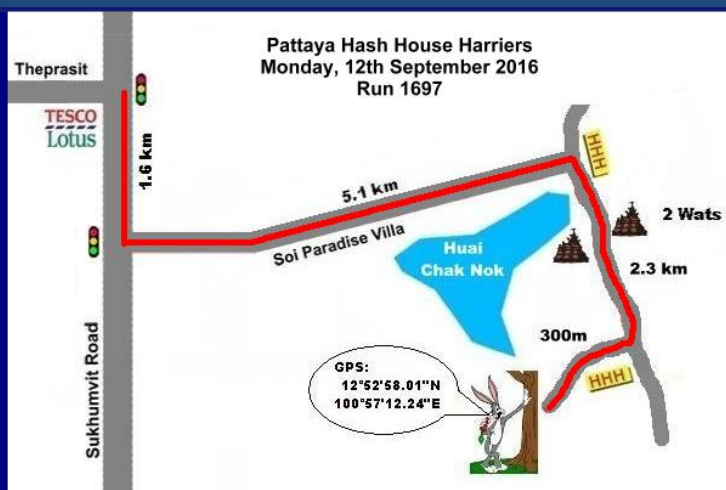 Pattaya Hash House Harriers
Monday, 12th September 2016
Run 1697
Theprasit
TESCO
Lotus
1.6 km
5.1 km
HHH
Soi Paradise Villa
2 Wats
Huai
Chak Nok
2.3 km
300m
HHH
GPS:
12°52'58.01"N
100°57'12.24"E
Sukhumvit Road